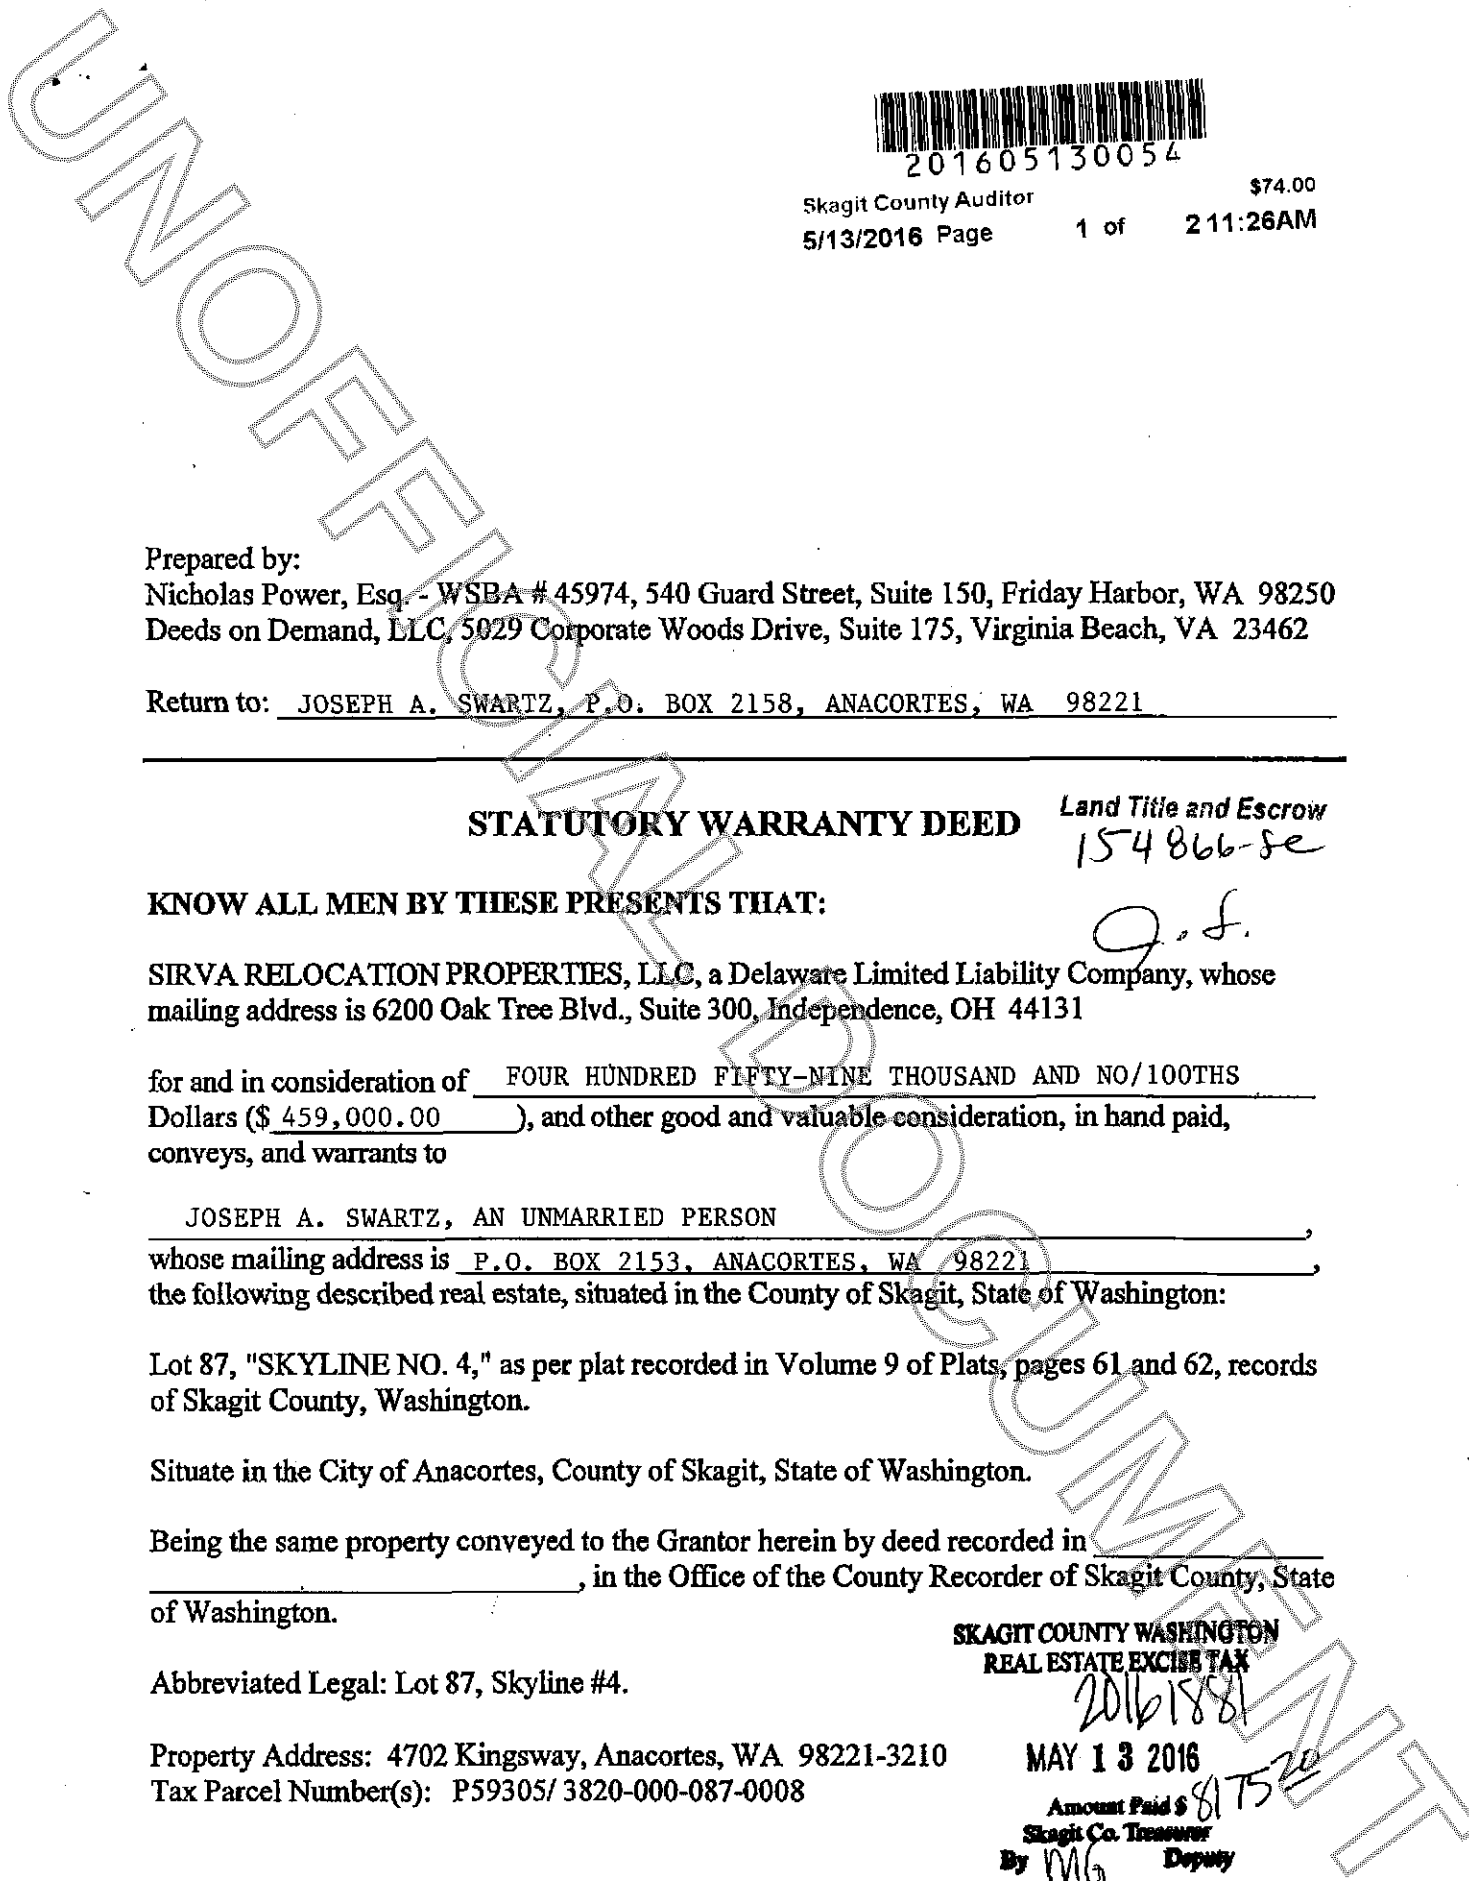 201605130054
Skagit County Auditor $74.00
5/13/2016 Page 1 of 2 11:26AM
Prepared by:
Nicholas Power, Esq. - WSBA # 45974, 540 Guard Street, Suite 150, Friday Harbor, WA 98250
Deeds on Demand, LLC, 5029 Corporate Woods Drive, Suite 175, Virginia Beach, VA 23462
Return to: JOSEPH A. SWARTZ, P.O. BOX 2158, ANACORTES, WA 98221
STATUTORY WARRANTY DEED
Land Title and Escrow
154866-se
KNOW ALL MEN BY THESE PRESENTS THAT:
J.S.
SIRVA RELOCATION PROPERTIES, LLC, a Delaware Limited Liability Company, whose
mailing address is 6200 Oak Tree Blvd., Suite 300, Independence, OH 44131
for and in consideration of FOUR HUNDRED FIFTY-NINE THOUSAND AND NO/100THS
Dollars ($ 459,000.00 ), and other good and valuable consideration, in hand paid,
conveys, and warrants to
JOSEPH A. SWARTZ, AN UNMARRIED PERSON ,
whose mailing address is P.O. BOX 2153, ANACORTES, WA 98221 ,
the following described real estate, situated in the County of Skagit, State of Washington:
Lot 87, "SKYLINE NO. 4," as per plat recorded in Volume 9 of Plats, pages 61 and 62, records
of Skagit County, Washington.
Situate in the City of Anacortes, County of Skagit, State of Washington.
Being the same property conveyed to the Grantor herein by deed recorded in
, in the Office of the County Recorder of Skagit County, State
of Washington.
Abbreviated Legal: Lot 87, Skyline #4.
Property Address: 4702 Kingsway, Anacortes, WA 98221-3210
Tax Parcel Number(s): P59305/ 3820-000-087-0008
SKAGIT COUNTY WASHINGTON
REAL ESTATE EXCISE TAX
20161881
MAY 13 2016
Amount Paid $ 8175.20
Skagit Co. Treasurer
By MG Deputy
UNOFFICIAL DOCUMENT